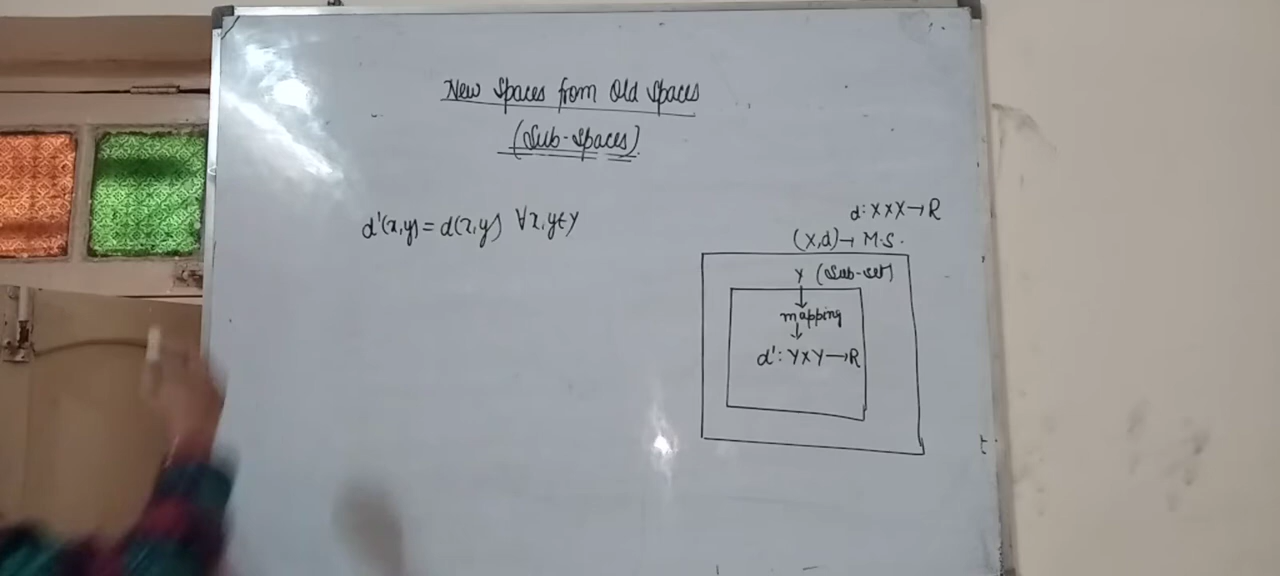 New Spaces from Old Spaces
(Sub-Spaces).
d'(x,y) = d(x,y) ∀x,y∈Y
d: X×X→R
(X,d)→ M.S.
Y (Sub-set)
↓
mapping
↓
d': Y×Y→R